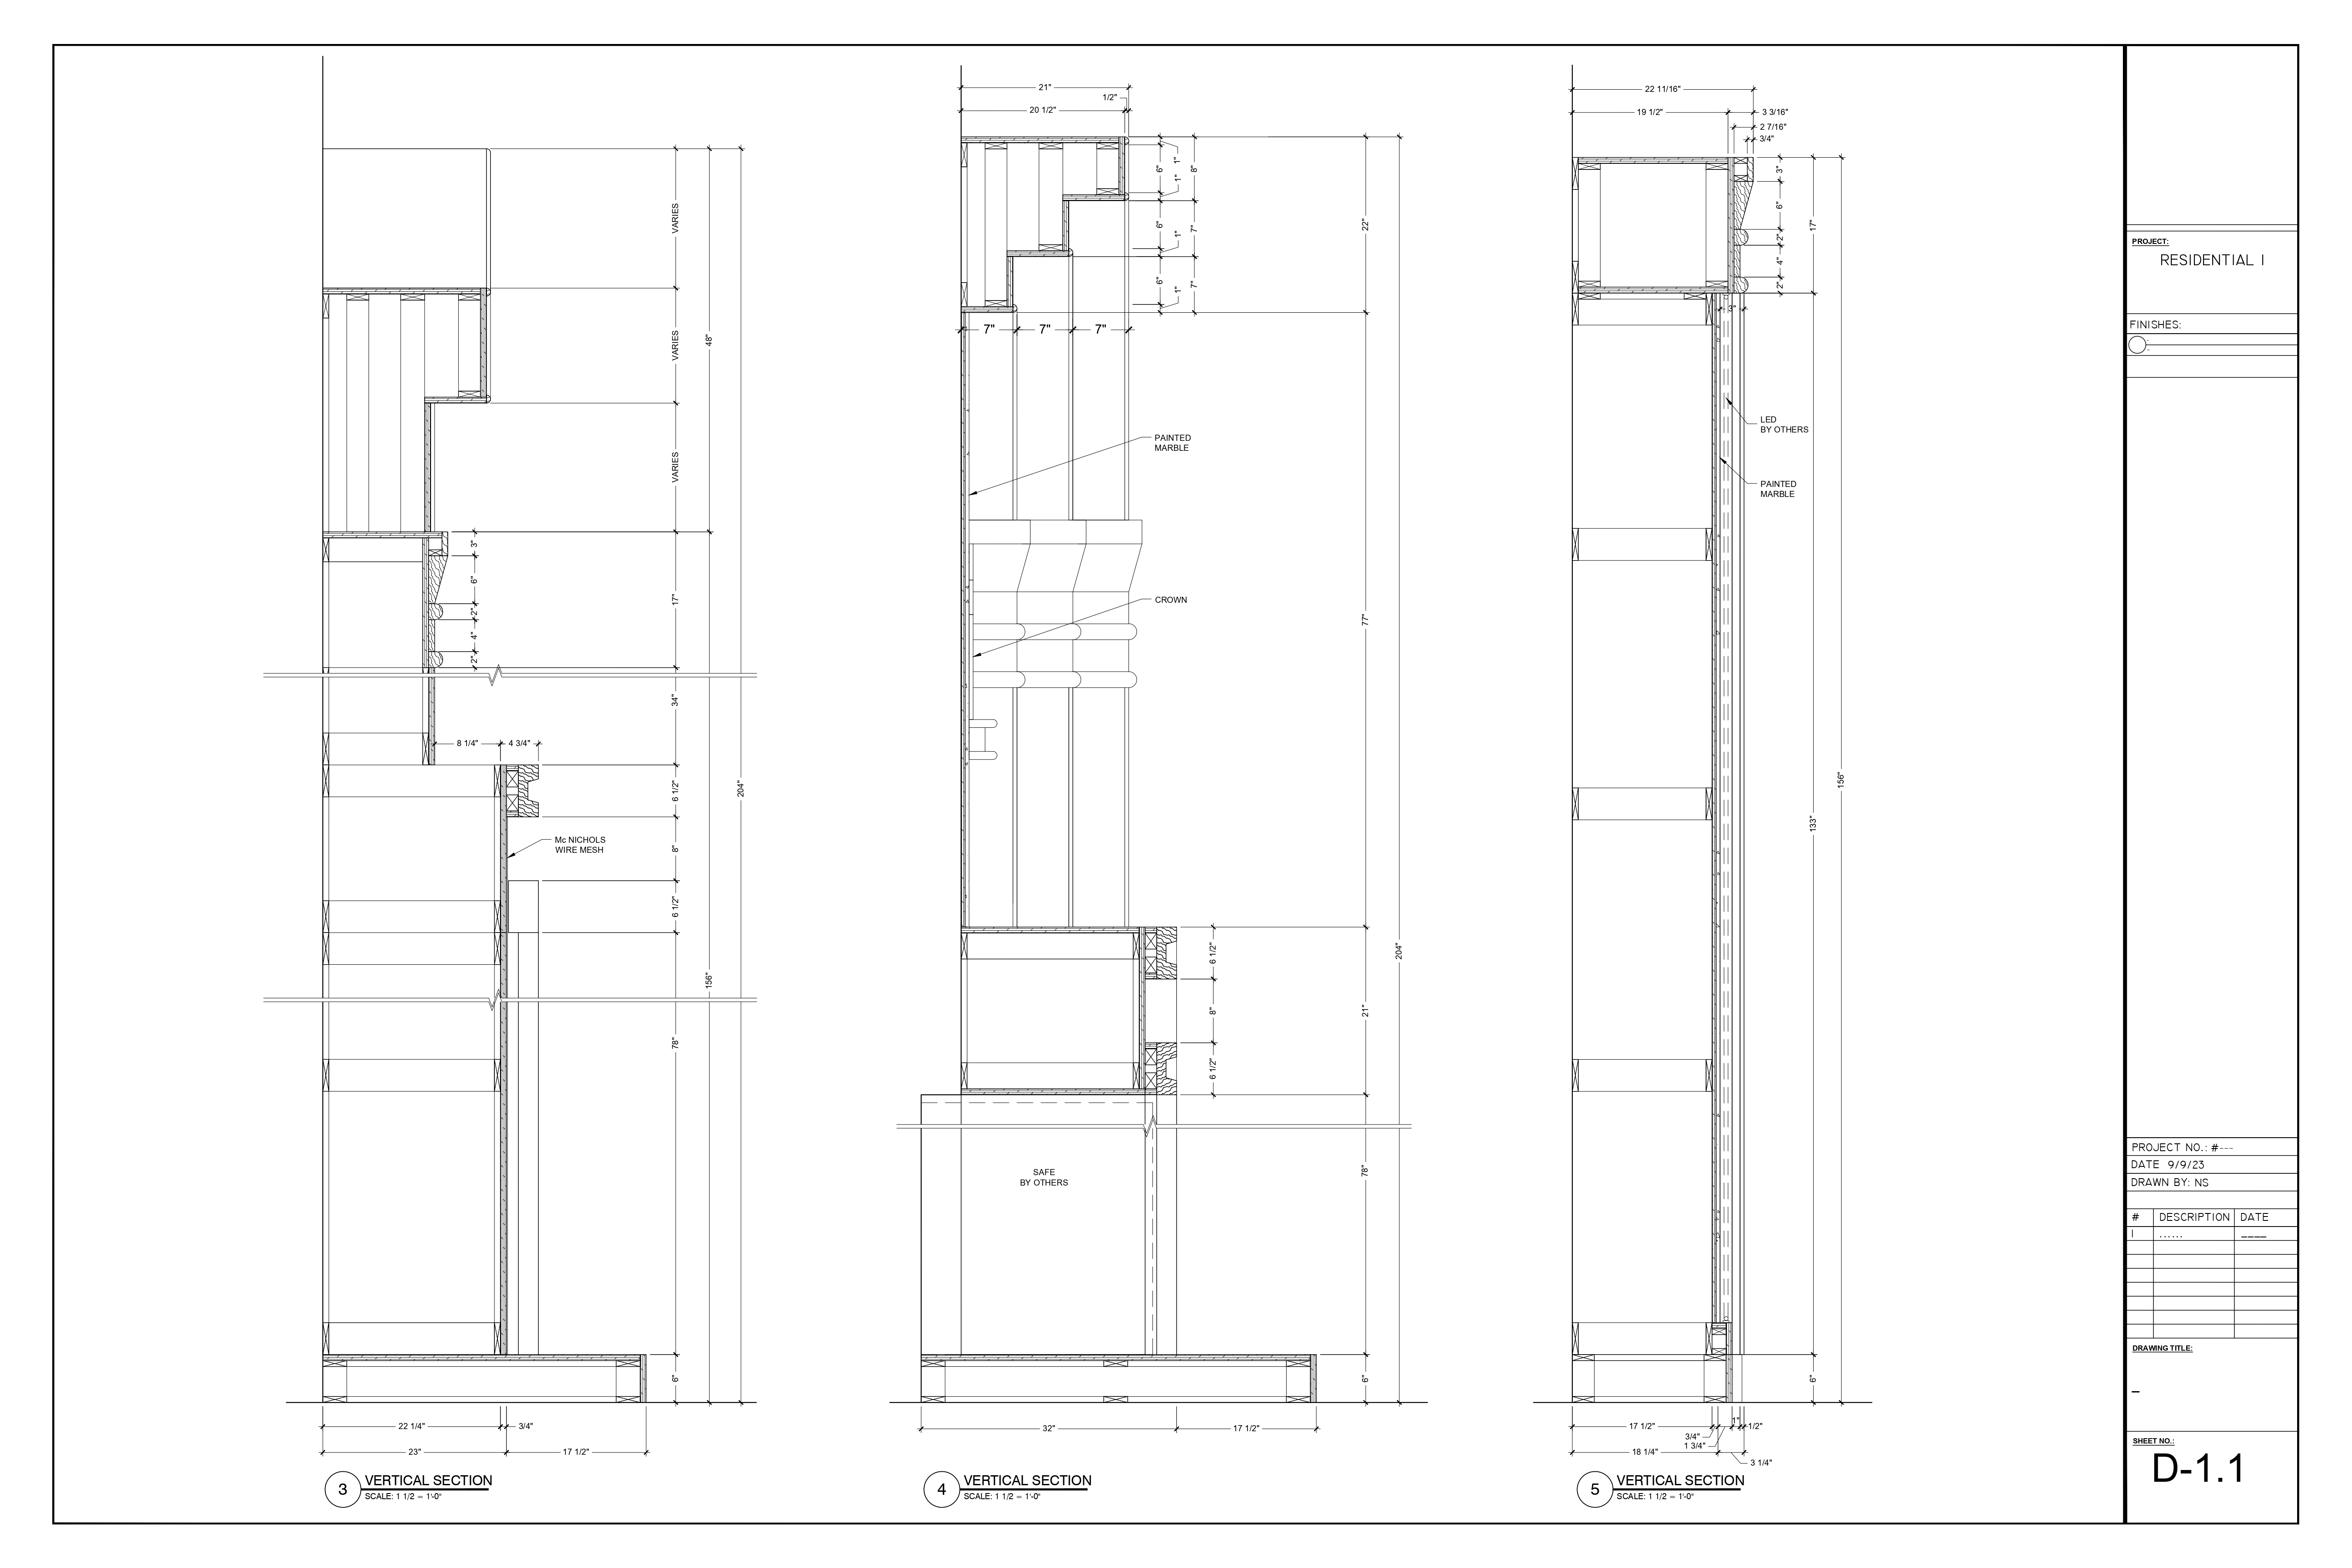 VARIES
VARIES
VARIES
48"
3"
6"
2"
4"
2"
17"
34"
8 1/4"
4 3/4"
6 1/2"
8"
6 1/2"
204"
156"
78"
6"
Mc NICHOLS
WIRE MESH
22 1/4"
3/4"
23"
17 1/2"
3
VERTICAL SECTION
SCALE: 1 1/2 = 1'-0"
21"
1/2"
20 1/2"
6"
1"
1"
8"
6"
1"
7"
6"
1"
7"
22"
7"
7"
7"
PAINTED
MARBLE
CROWN
77"
204"
6 1/2"
8"
6 1/2"
21"
SAFE
BY OTHERS
78"
6"
32"
17 1/2"
4
VERTICAL SECTION
SCALE: 1 1/2 = 1'-0"
22 11/16"
19 1/2"
3 3/16"
2 7/16"
3/4"
3"
6"
2"
4"
2"
17"
3"
LED
BY OTHERS
PAINTED
MARBLE
133"
156"
6"
17 1/2"
1"
1/2"
3/4"
1 3/4"
18 1/4"
3 1/4"
5
VERTICAL SECTION
SCALE: 1 1/2 = 1'-0"
PROJECT:
RESIDENTIAL 1
FINISHES:
-
-
PROJECT NO.: #---
DATE 9/9/23
DRAWN BY: NS
# DESCRIPTION DATE
1 ...... ____
DRAWING TITLE:
–
SHEET NO.:
D-1.1